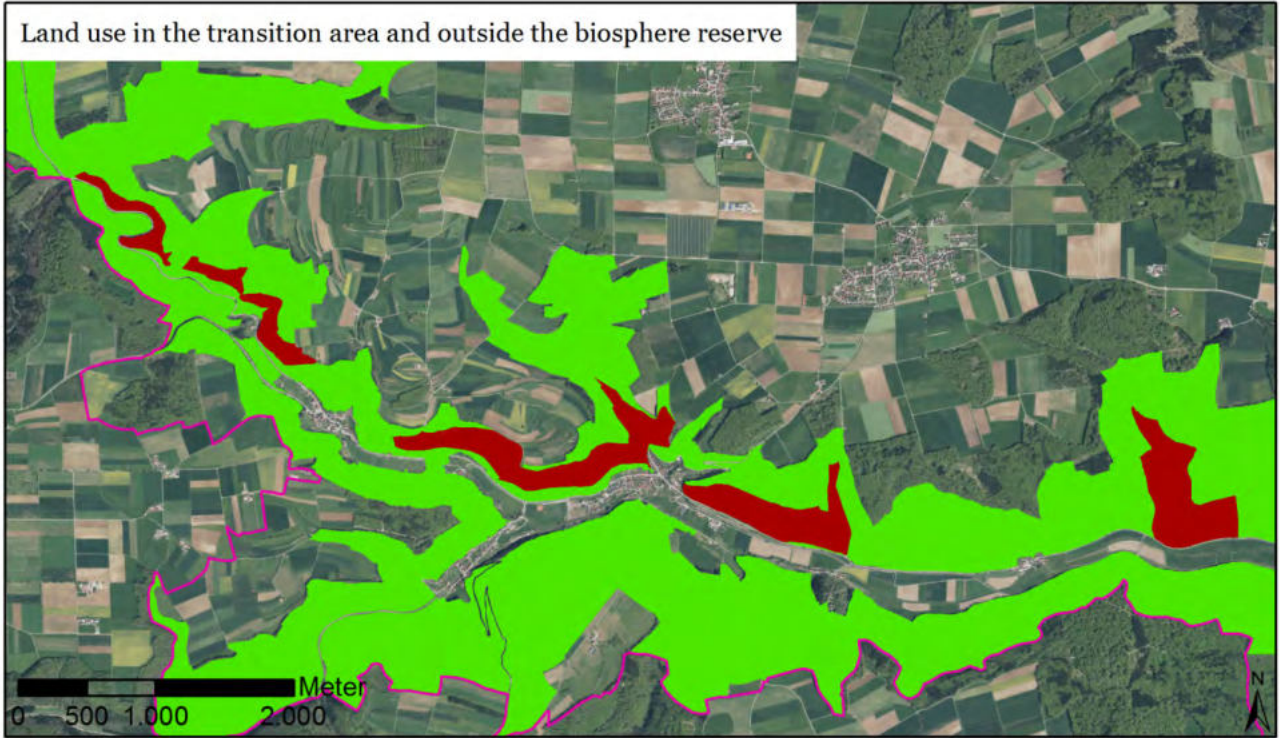 Land use in the transition area and outside the biosphere reserve
Meter
0 500 1.000 2.000
N